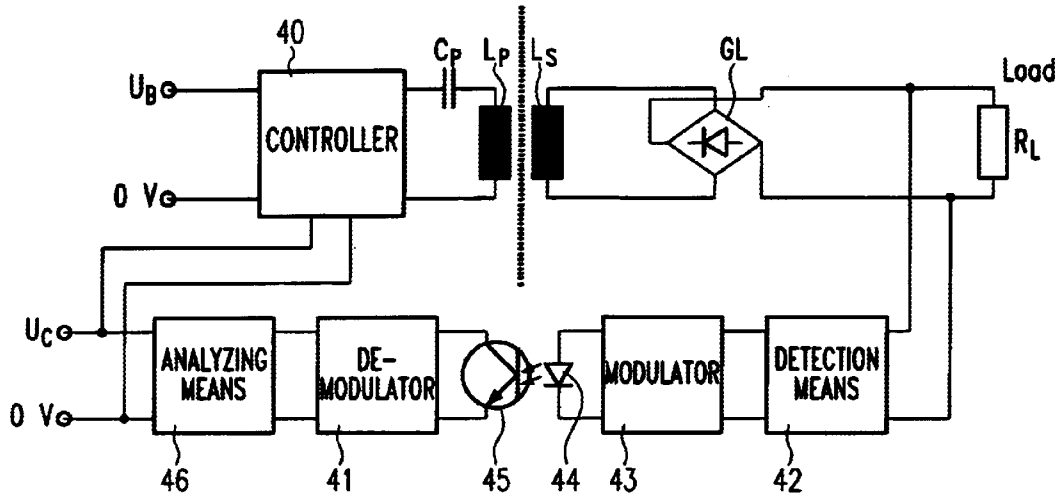 40
C_P
L_P
L_S
GL
Load
U_B
CONTROLLER
R_L
0 V
U_C
ANALYZING
MEANS
DE-
MODULATOR
MODULATOR
DETECTION
MEANS
0 V
46
41
45
44
43
42